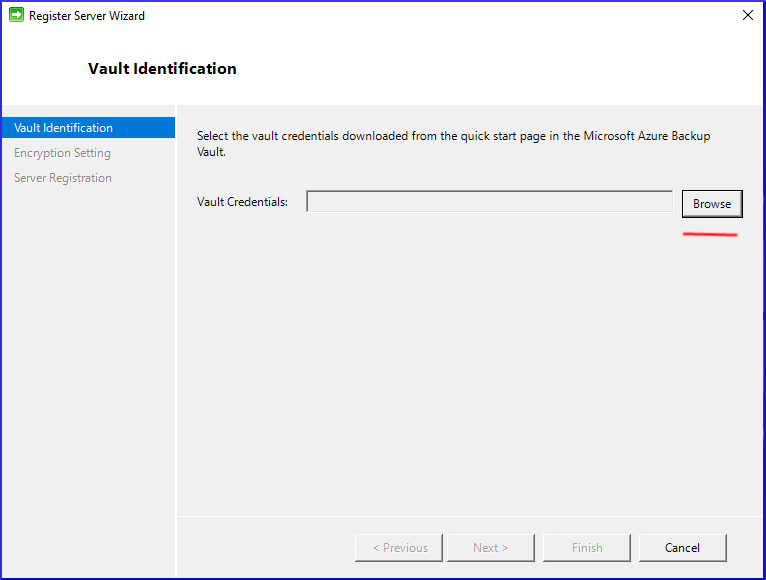 Register Server Wizard
Vault Identification
Vault Identification
Encryption Setting
Server Registration
Select the vault credentials downloaded from the quick start page in the Microsoft Azure Backup
Vault.
Vault Credentials:
Browse
< Previous
Next >
Finish
Cancel